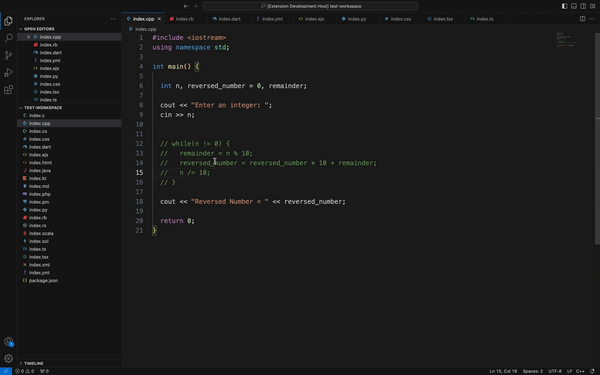 [Extension Development Host] test-workspace
EXPLORER
OPEN EDITORS
index.cpp
index.rb
index.dart
index.yml
index.ejs
index.py
index.css
index.tsx
index.ts
TEST-WORKSPACE
index.c
index.cpp
index.cs
index.css
index.dart
index.ejs
index.html
index.java
index.kt
index.md
index.php
index.pm
index.py
index.rb
index.rs
index.scala
index.sol
index.ts
index.tsx
index.xml
index.yml
package.json
TIMELINE
index.cpp index.rb index.dart index.yml index.ejs index.py index.css index.tsx index.ts
index.cpp
1 #include <iostream>
2 using namespace std;
3
4 int main() {
5
6 int n, reversed_number = 0, remainder;
7
8 cout << "Enter an integer: ";
9 cin >> n;
10
11
12 // while(n != 0) {
13 //   remainder = n % 10;
14 //   reversed_number = reversed_number * 10 + remainder;
15 //   n /= 10;
16 // }
17
18 cout << "Reversed Number = " << reversed_number;
19
20 return 0;
21 }
0 0 0 Ln 15, Col 16 Spaces: 2 UTF-8 LF C++